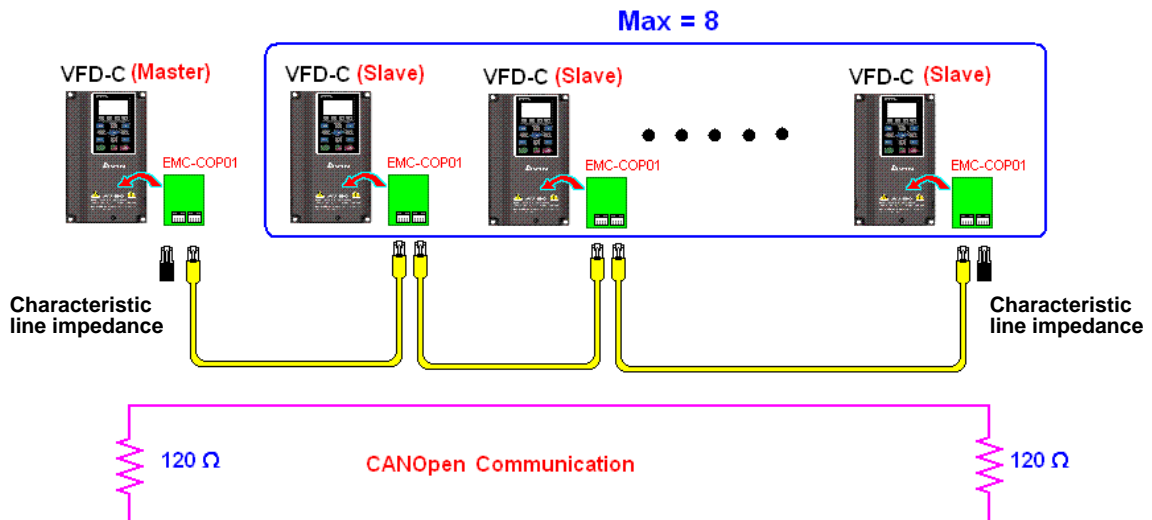 Max = 8
VFD-C (Master)
VFD-C (Slave)
VFD-C (Slave)
VFD-C (Slave)
EMC-COP01
EMC-COP01
EMC-COP01
EMC-COP01
Characteristic
line impedance
Characteristic
line impedance
120 Ω
CANOpen Communication
120 Ω